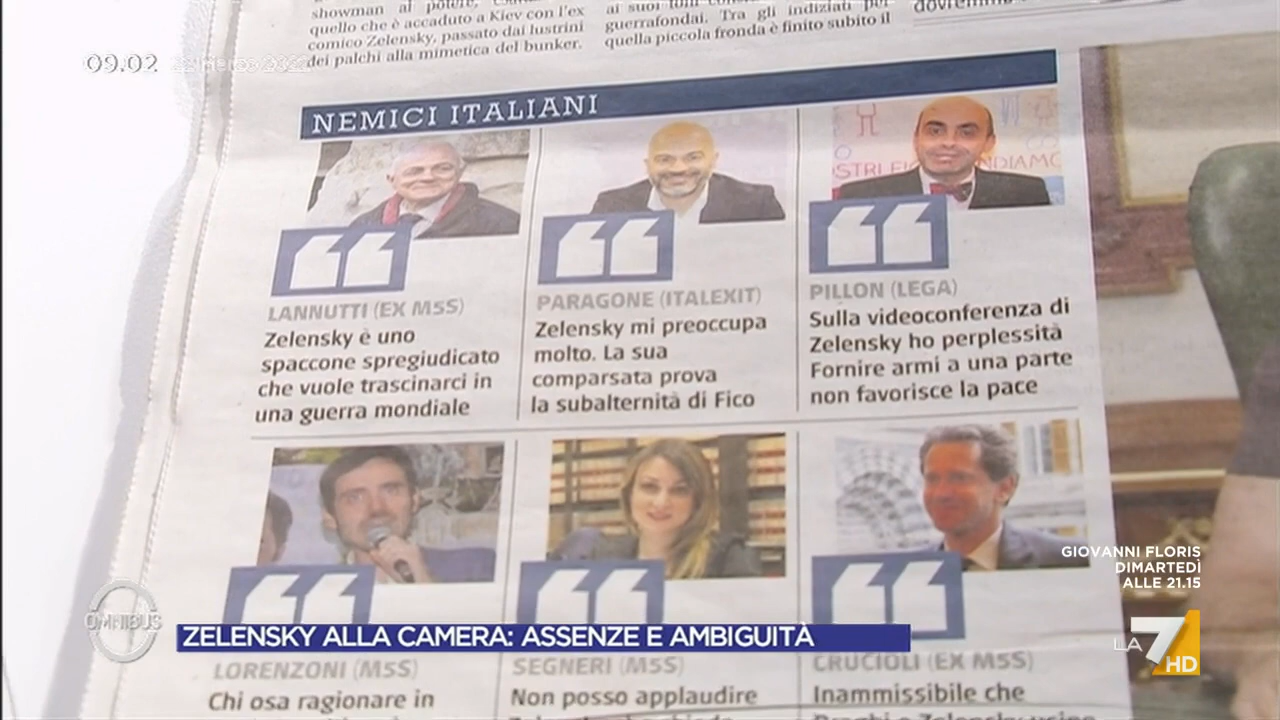 showman al potere,
quello che è accaduto a Kiev con l'ex
comico Zelensky, passato dai lustrini
dei palchi alla mimetica del bunker.
ai suoi
guerrafondai. Tra gli indiziati per
quella piccola fronda è finito subito il
09.02
NEMICI ITALIANI
LANNUTTI (EX M5S)
Zelensky è uno
spaccone spregiudicato
che vuole trascinarci in
una guerra mondiale
PARAGONE (ITALEXIT)
Zelensky mi preoccupa
molto. La sua
comparsata prova
la subalternità di Fico
PILLON (LEGA)
Sulla videoconferenza di
Zelensky ho perplessità
Fornire armi a una parte
non favorisce la pace
GIOVANNI FLORIS
DIMARTEDÌ
ALLE 21.15
OMNIBUS
ZELENSKY ALLA CAMERA: ASSENZE E AMBIGUITÀ
LA 7 HD
LORENZONI (M5S)
Chi osa ragionare in
SEGNERI (M5S)
Non posso applaudire
CRUCIOLI (EX M5S)
Inammissibile che